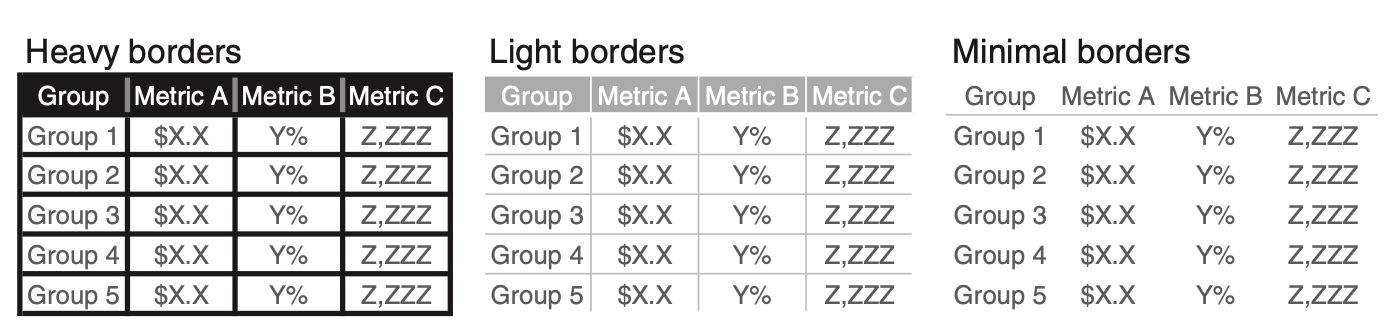 Heavy borders
Group Metric A Metric B Metric C
Group 1 $X.X Y% Z,ZZZ
Group 2 $X.X Y% Z,ZZZ
Group 3 $X.X Y% Z,ZZZ
Group 4 $X.X Y% Z,ZZZ
Group 5 $X.X Y% Z,ZZZ
Light borders
Group Metric A Metric B Metric C
Group 1 $X.X Y% Z,ZZZ
Group 2 $X.X Y% Z,ZZZ
Group 3 $X.X Y% Z,ZZZ
Group 4 $X.X Y% Z,ZZZ
Group 5 $X.X Y% Z,ZZZ
Minimal borders
Group Metric A Metric B Metric C
Group 1 $X.X Y% Z,ZZZ
Group 2 $X.X Y% Z,ZZZ
Group 3 $X.X Y% Z,ZZZ
Group 4 $X.X Y% Z,ZZZ
Group 5 $X.X Y% Z,ZZZ